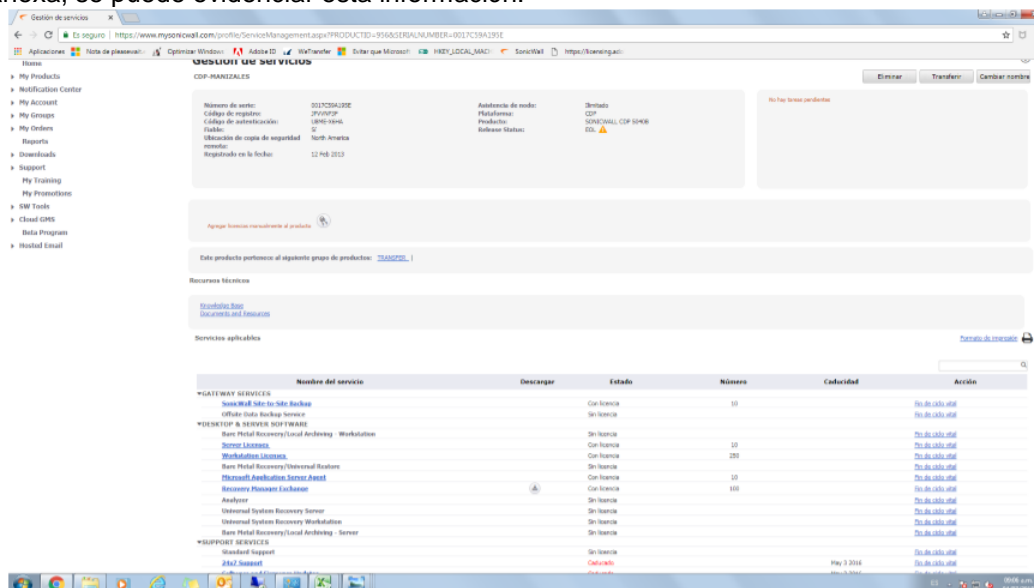 anexa, se puede evidenciar esta información.
Gestión de servicios
Es seguro | https://www.mysonicwall.com/profile/ServiceManagement.aspx?PRODUCTID=956&SERIALNUMBER=0017C59A195E
Aplicaciones Nota de pleasewait Optimizar Windows Adobe ID WeTransfer Evitar que Microsoft HKEY_LOCAL_MACH SonicWall https://licensing.ed
Home
My Products
Notification Center
My Account
My Groups
My Orders
Reports
Downloads
Support
My Training
My Promotions
SW Tools
Cloud GMS
Beta Program
Hosted Email
Gestión de servicios
CDP-MANIZALES
Eliminar Transferir Cambiar nombre
Número de serie: 0017C59A195E
Código de registro: JFVVNP3P
Código de autenticación: U8ME-X6HA
Fiable: Sí
Ubicación de copia de seguridad remota: North America
Registrado en la fecha: 12 Feb 2013
Asistencia de nodo: Ilimitado
Plataforma: CDP
Producto: SONICWALL CDP 5040B
Release Status: EOL
No hay tareas pendientes
Agregar licencias manualmente al producto
Este producto pertenece al siguiente grupo de productos: TRANSFER |
Recursos técnicos
Knowledge Base
Documents and Resources
Servicios aplicables
Formato de impresión
Nombre del servicio Descargar Estado Número Caducidad Acción
GATEWAY SERVICES
SonicWall Site-to-Site Backup Con licencia 10 fin de ciclo vital
Offsite Data Backup Service Sin licencia fin de ciclo vital
DESKTOP & SERVER SOFTWARE
Bare Metal Recovery/Local Archiving - Workstation Sin licencia fin de ciclo vital
Server Licenses Con licencia 10 fin de ciclo vital
Workstation Licenses Con licencia 250 fin de ciclo vital
Bare Metal Recovery/Universal Restore Sin licencia fin de ciclo vital
Microsoft Application Server Agent Con licencia 10 fin de ciclo vital
Recovery Manager Exchange Con licencia 100 fin de ciclo vital
Analyzer Sin licencia fin de ciclo vital
Universal System Recovery Server Sin licencia fin de ciclo vital
Universal System Recovery Workstation Sin licencia fin de ciclo vital
Bare Metal Recovery/Local Archiving - Server Sin licencia fin de ciclo vital
SUPPORT SERVICES
Standard Support Sin licencia fin de ciclo vital
24x7 Support Caducado May 3 2016 fin de ciclo vital